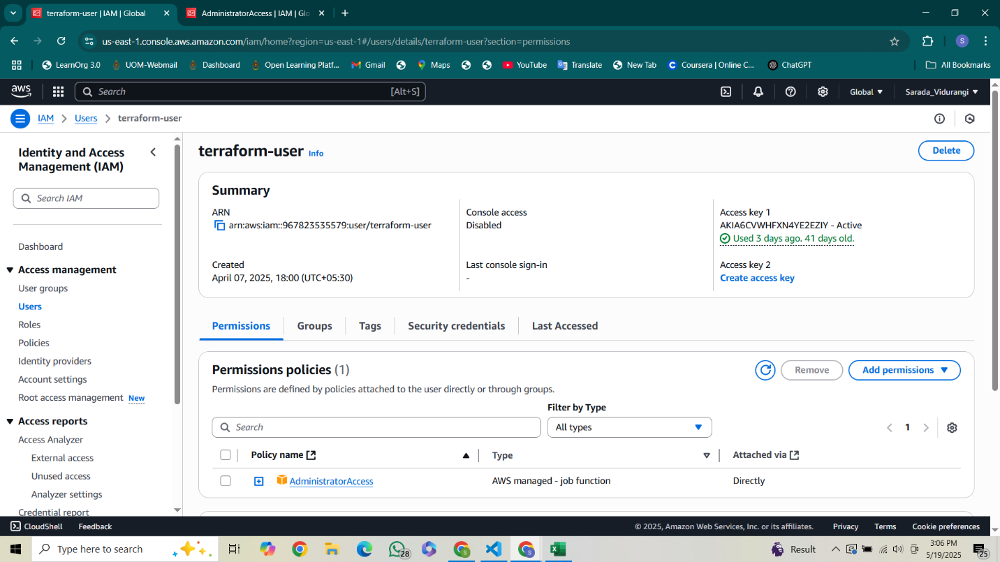 terraform-user | IAM | Global
AdministratorAccess | IAM | Glo
us-east-1.console.aws.amazon.com/iam/home?region=us-east-1#/users/details/terraform-user?section=permissions
S
LearnOrg 3.0
UOM-Webmail
Dashboard
Open Learning Platf...
Gmail
Maps
YouTube
Translate
New Tab
Coursera | Online C...
ChatGPT
All Bookmarks
aws
Search
[Alt+S]
Global
Sarada_Vidurangi
IAM
Users
terraform-user
Identity and Access
Management (IAM)
Search IAM
Dashboard
Access management
User groups
Users
Roles
Policies
Identity providers
Account settings
Root access management New
Access reports
Access Analyzer
External access
Unused access
Analyzer settings
Credential report
terraform-user Info
Delete
Summary
ARN
arn:aws:iam::967823535579:user/terraform-user
Created
April 07, 2025, 18:00 (UTC+05:30)
Console access
Disabled
Last console sign-in
-
Access key 1
AKIA6CVWHFXN4YE2EZIY - Active
Used 3 days ago. 41 days old.
Access key 2
Create access key
Permissions
Groups
Tags
Security credentials
Last Accessed
Permissions policies (1)
Remove
Add permissions
Permissions are defined by policies attached to the user directly or through groups.
Filter by Type
Search
All types
1
Policy name
Type
Attached via
AdministratorAccess
AWS managed - job function
Directly
CloudShell
Feedback
© 2025, Amazon Web Services, Inc. or its affiliates.
Privacy
Terms
Cookie preferences
Type here to search
28
Result
3:06 PM
5/19/2025
25